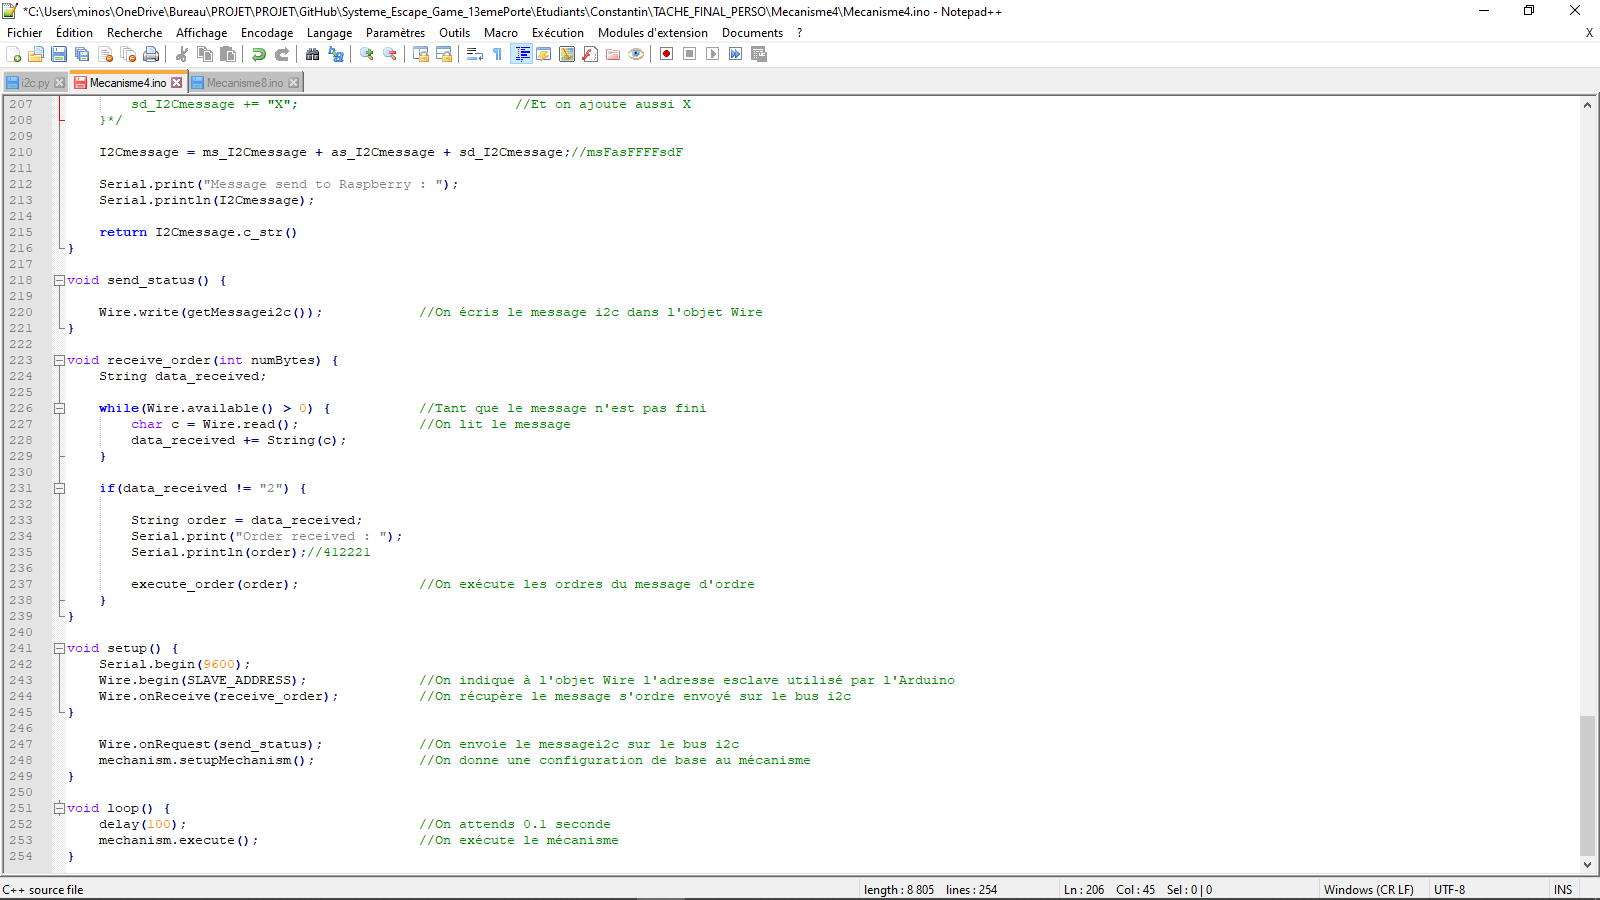 *C:\Users\minos\OneDrive\Bureau\PROJET\PROJET\GitHub\Systeme_Escape_Game_13emePorte\Etudiants\Constantin\TACHE_FINAL_PERSO\Mecanisme4\Mecanisme4.ino - Notepad++
Fichier Édition Recherche Affichage Encodage Langage Paramètres Outils Macro Exécution Modules d'extension Documents ? X
i2c.py Mecanisme4.ino Mecanisme8.ino
207 sd_I2Cmessage += "X"; //Et on ajoute aussi X
208 }*/
209
210 I2Cmessage = ms_I2Cmessage + as_I2Cmessage + sd_I2Cmessage;//msFasFFFFsdF
211
212 Serial.print("Message send to Raspberry : ");
213 Serial.println(I2Cmessage);
214
215 return I2Cmessage.c_str()
216 }
217
218 void send_status() {
219
220 Wire.write(getMessagei2c()); //On écris le message i2c dans l'objet Wire
221 }
222
223 void receive_order(int numBytes) {
224 String data_received;
225
226 while(Wire.available() > 0) { //Tant que le message n'est pas fini
227 char c = Wire.read(); //On lit le message
228 data_received += String(c);
229 }
230
231 if(data_received != "2") {
232
233 String order = data_received;
234 Serial.print("Order received : ");
235 Serial.println(order);//412221
236
237 execute_order(order); //On exécute les ordres du message d'ordre
238 }
239 }
240
241 void setup() {
242 Serial.begin(9600);
243 Wire.begin(SLAVE_ADDRESS); //On indique à l'objet Wire l'adresse esclave utilisé par l'Arduino
244 Wire.onReceive(receive_order); //On récupère le message s'ordre envoyé sur le bus i2c
245 }
246
247 Wire.onRequest(send_status); //On envoie le messagei2c sur le bus i2c
248 mechanism.setupMechanism(); //On donne une configuration de base au mécanisme
249 }
250
251 void loop() {
252 delay(100); //On attends 0.1 seconde
253 mechanism.execute(); //On exécute le mécanisme
254 }
C++ source file length : 8 805 lines : 254 Ln : 206 Col : 45 Sel : 0 | 0 Windows (CR LF) UTF-8 INS